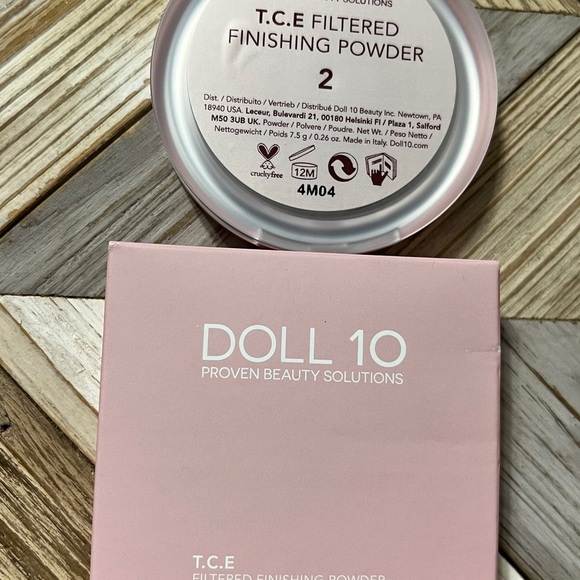 TY SOLUTIONS
T.C.E FILTERED
FINISHING POWDER
2
Dist. / Distribuito / Vertrieb / Distribué Doll 10 Beauty Inc. Newtown, PA
18940 USA. Leceur, Bulevardi 21, 00180 Helsinki FI / Plaza 1, Salford
M50 3UB UK. Powder / Polvere / Poudre. Net Wt. / Peso Netto /
Nettogewicht / Poids 7.5 g / 0.26 oz. Made in Italy. Doll10.com
crueltyfree
12M
4M04
DOLL 10
PROVEN BEAUTY SOLUTIONS
T.C.E
FILTERED FINISHING POWDER